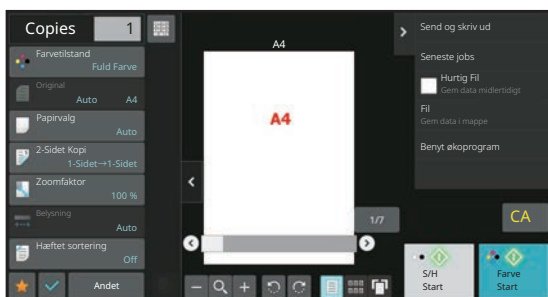 Copies 1
Farvetilstand
Fuld Farve
Original
Auto A4
Papirvalg
Auto
2-Sidet Kopi
1-Sidet→1-Sidet
Zoomfaktor
100 %
Belysning
Auto
Hæftet sortering
Off
Andet
A4
A4
1/7
Send og skriv ud
Seneste jobs
Hurtig Fil
Gem data midlertidigt
Fil
Gem data i mappe
Benyt økoprogram
CA
S/H
Start
Farve
Start